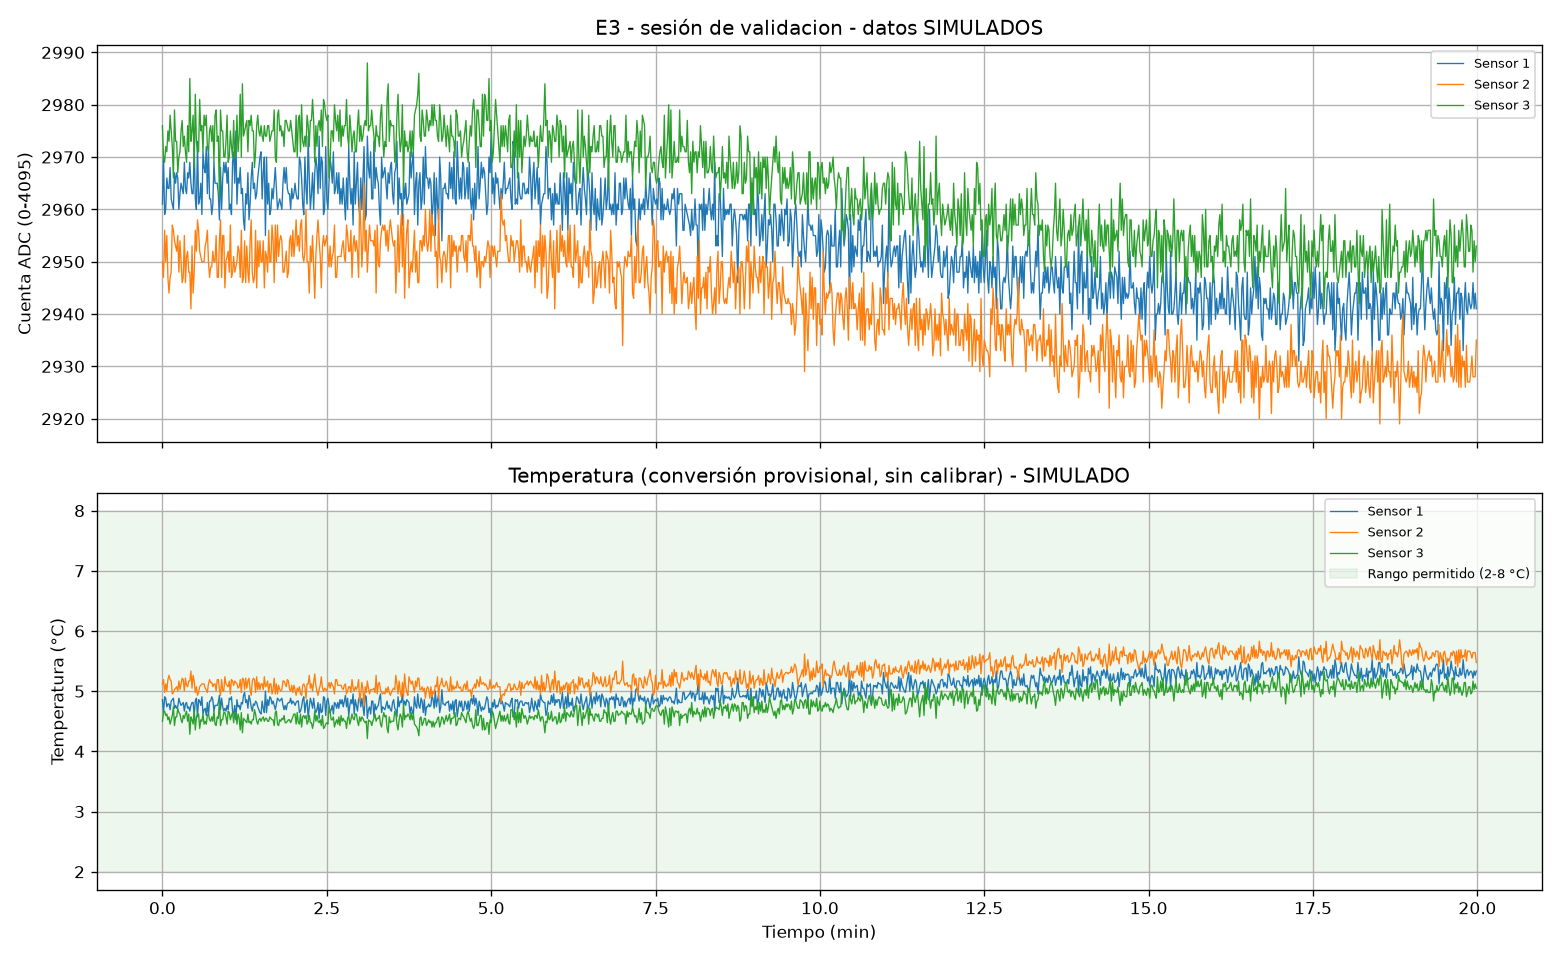 E3 - sesión de validacion - datos SIMULADOS
2990
2980
2970
2960
2950
2940
2930
2920
Cuenta ADC (0-4095)
Sensor 1
Sensor 2
Sensor 3
Temperatura (conversión provisional, sin calibrar) - SIMULADO
8
7
6
5
4
3
2
Temperatura (°C)
Sensor 1
Sensor 2
Sensor 3
Rango permitido (2-8 °C)
0.0 2.5 5.0 7.5 10.0 12.5 15.0 17.5 20.0
Tiempo (min)